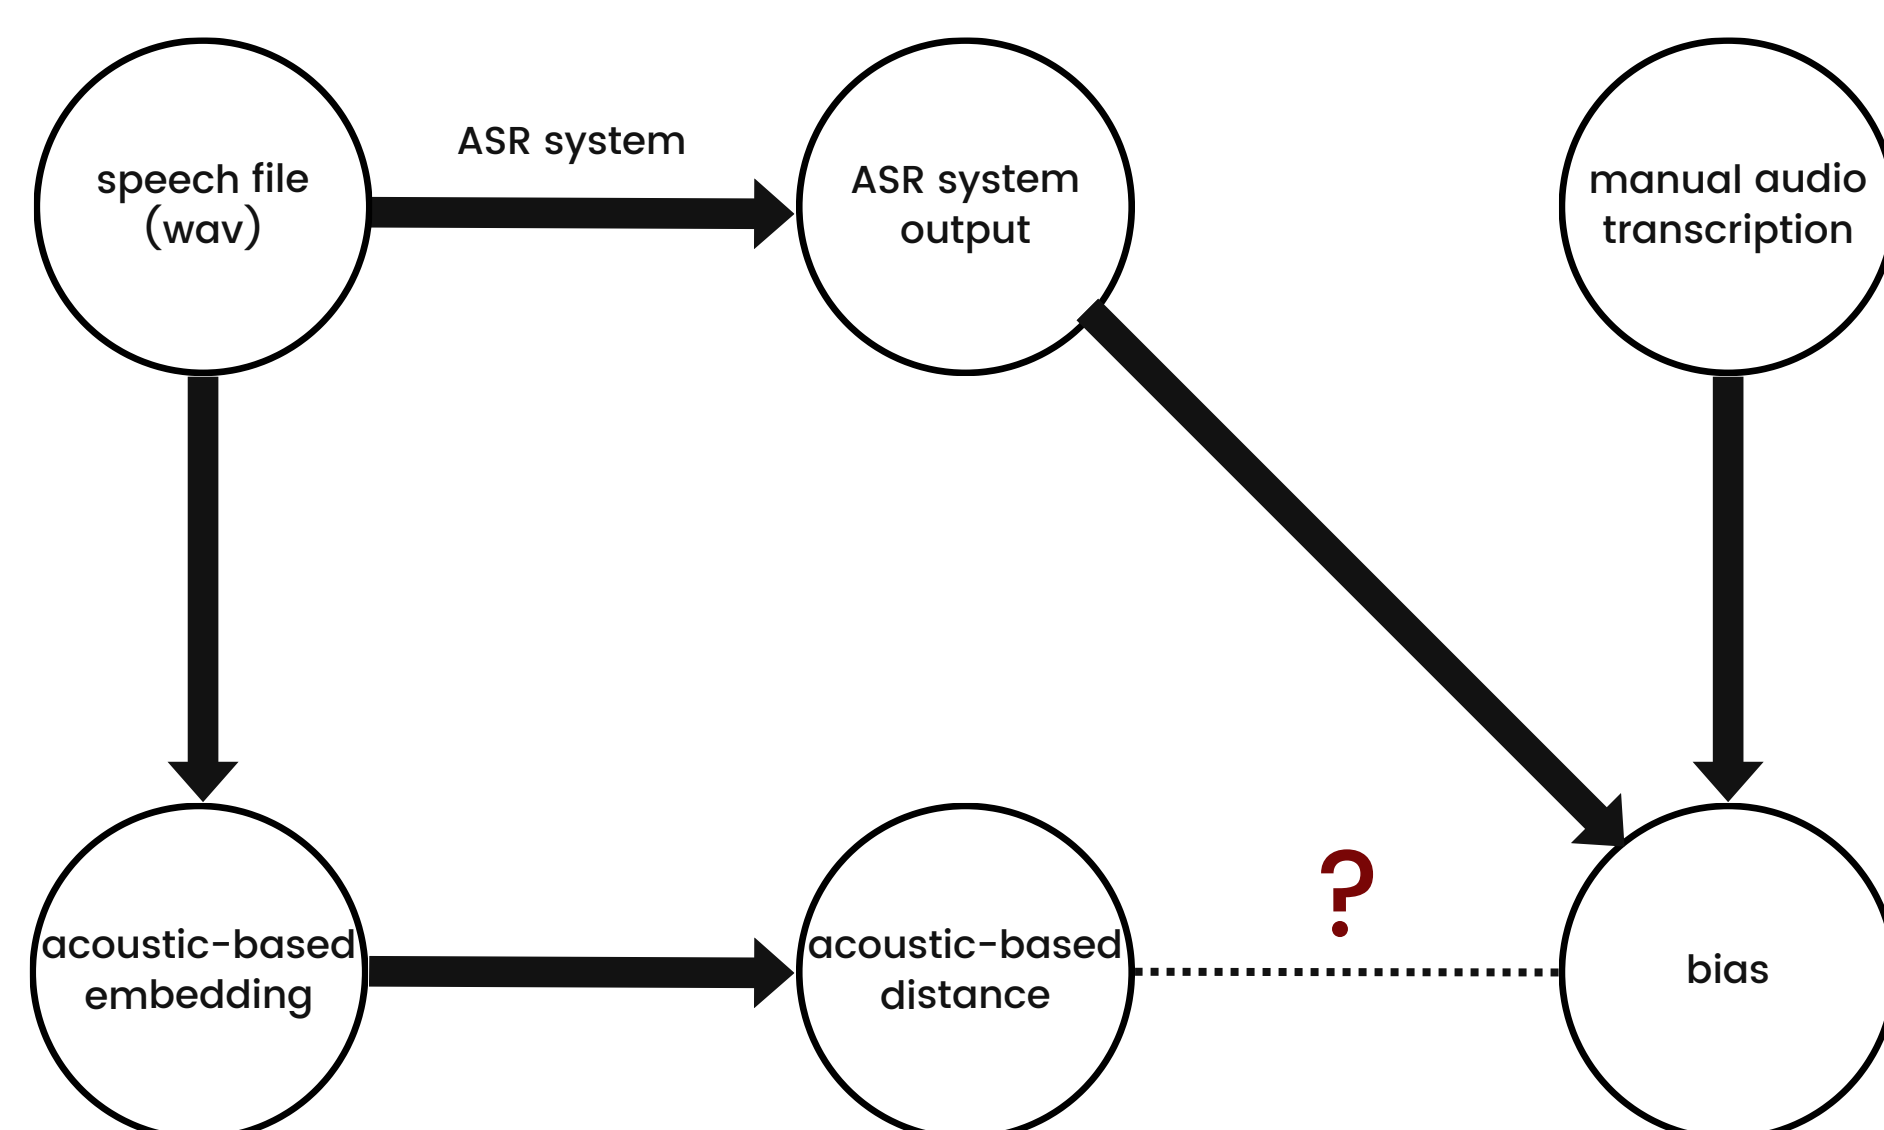 speech file
(wav)
ASR system
ASR system
output
manual audio
transcription
acoustic-based
embedding
acoustic-based
distance
?
bias